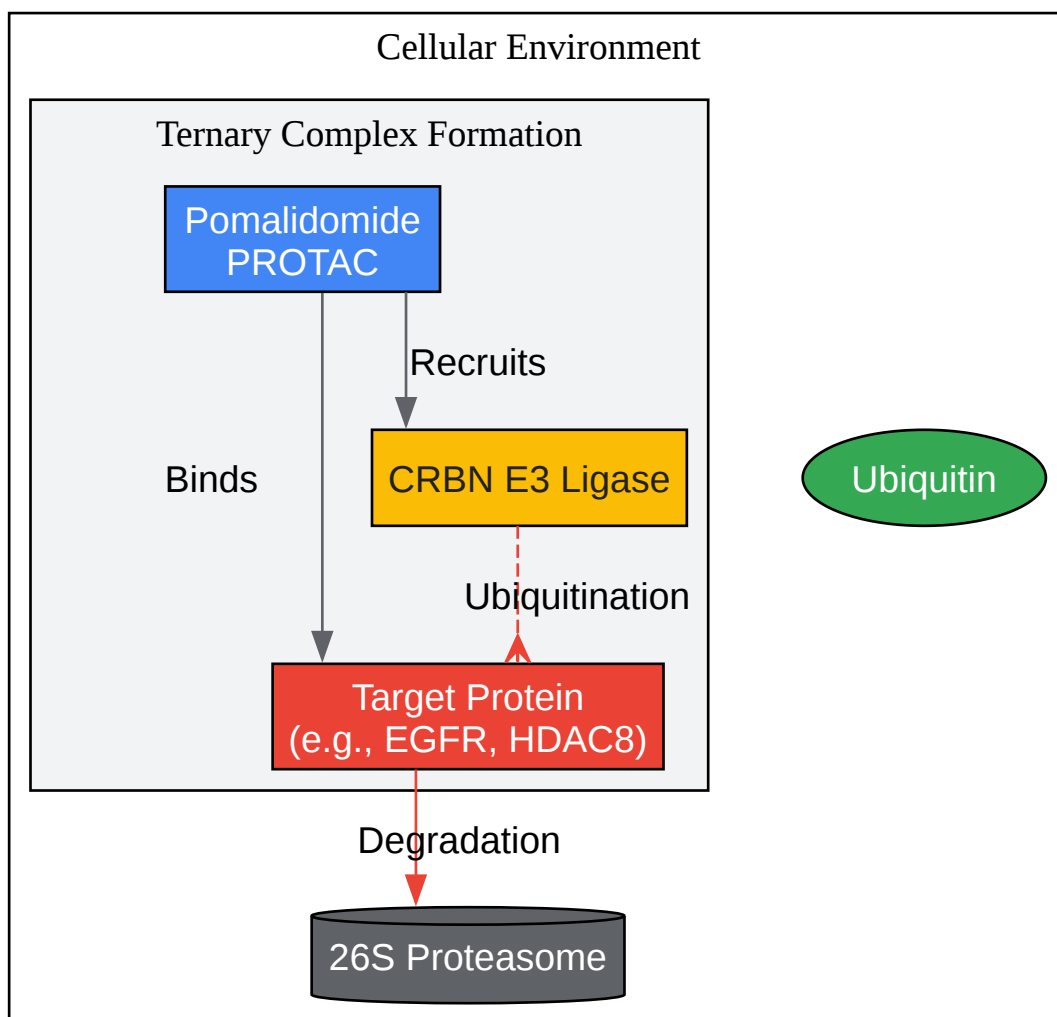 Cellular Environment
Ternary Complex Formation
Pomalidomide
PROTAC
Recruits
Binds
CRBN E3 Ligase
Ubiquitin
Ubiquitination
Target Protein
(e.g., EGFR, HDAC8)
Degradation
26S Proteasome